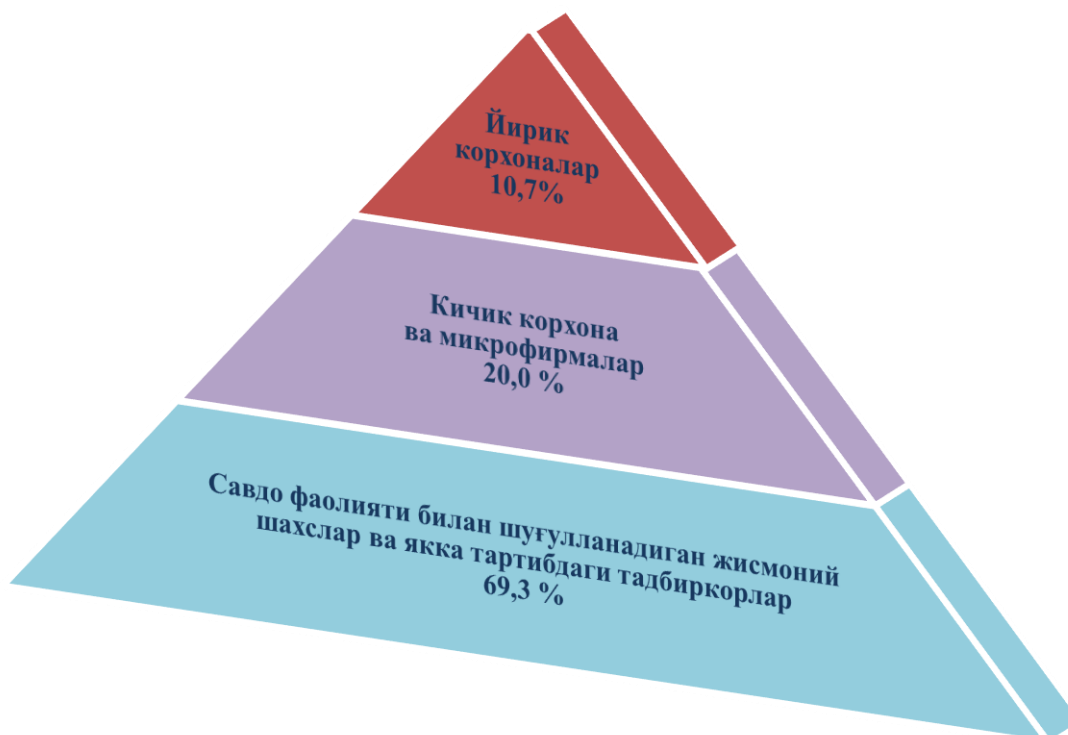 Йирик
корхоналар
10,7%
Кичик корхона
ва микрофирмалар
20,0 %
Савдо фаолияти билан шуғулланадиган жисмоний
шахслар ва якка тартибдаги тадбиркорлар
69,3 %